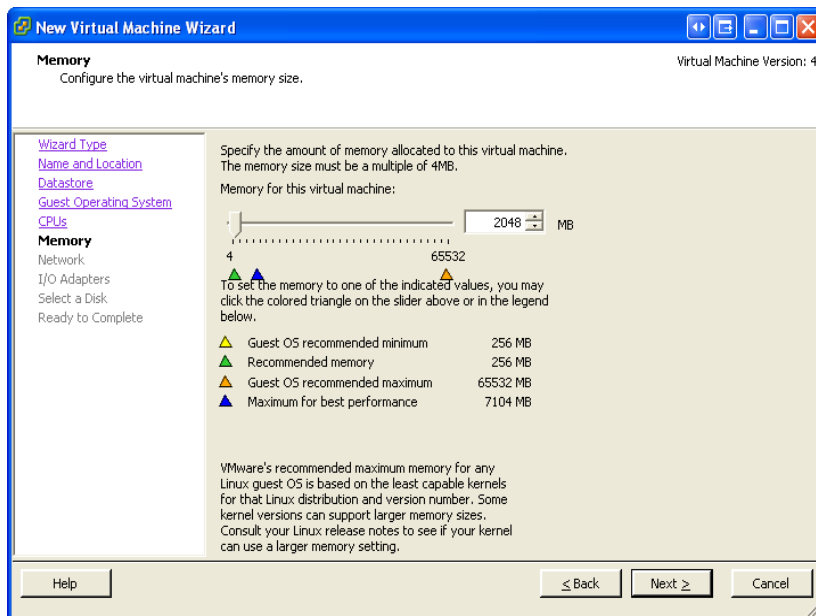 New Virtual Machine Wizard
Memory
Configure the virtual machine's memory size.
Virtual Machine Version: 4
Wizard Type
Name and Location
Datastore
Guest Operating System
CPUs
Memory
Network
I/O Adapters
Select a Disk
Ready to Complete
Specify the amount of memory allocated to this virtual machine.
The memory size must be a multiple of 4MB.
Memory for this virtual machine:
2048 MB
4 65532
To set the memory to one of the indicated values, you may
click the colored triangle on the slider above or in the legend
below.
Guest OS recommended minimum 256 MB
Recommended memory 256 MB
Guest OS recommended maximum 65532 MB
Maximum for best performance 7104 MB
VMware's recommended maximum memory for any
Linux guest OS is based on the least capable kernels
for that Linux distribution and version number. Some
kernel versions can support larger memory sizes.
Consult your Linux release notes to see if your kernel
can use a larger memory setting.
Help
< Back
Next >
Cancel